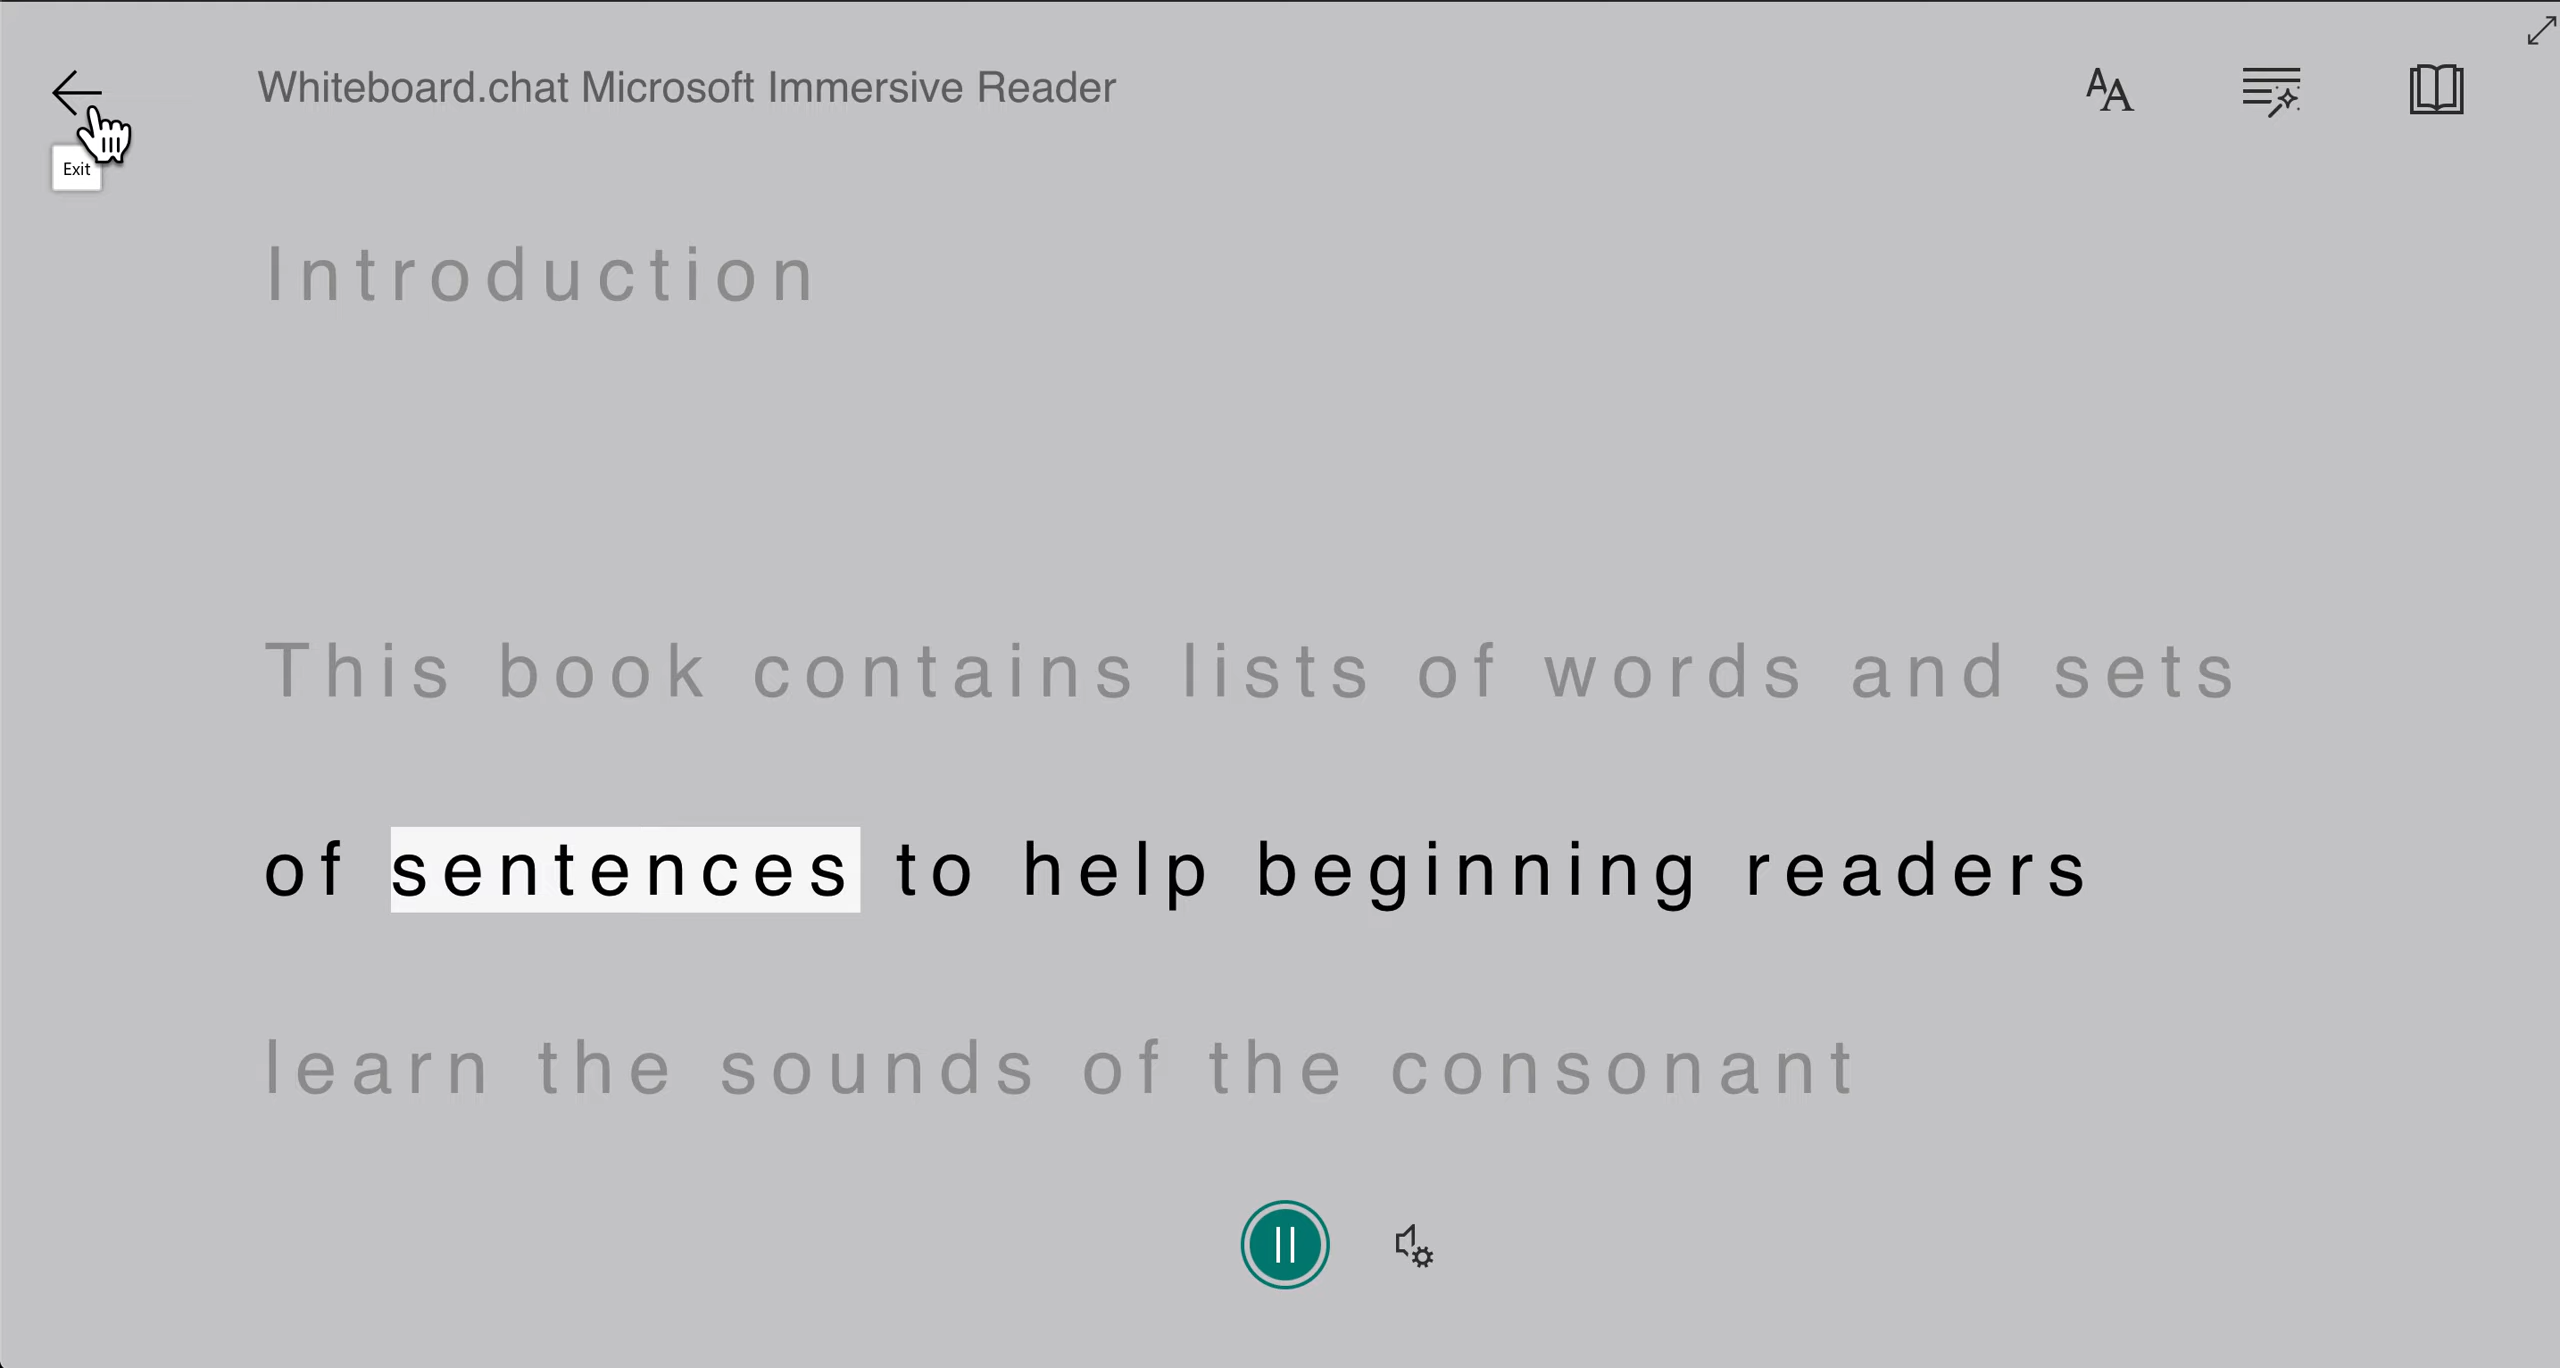 Whiteboard.chat Microsoft Immersive Reader
Exit
Introduction
This book contains lists of words and sets
of sentences to help beginning readers
learn the sounds of the consonant